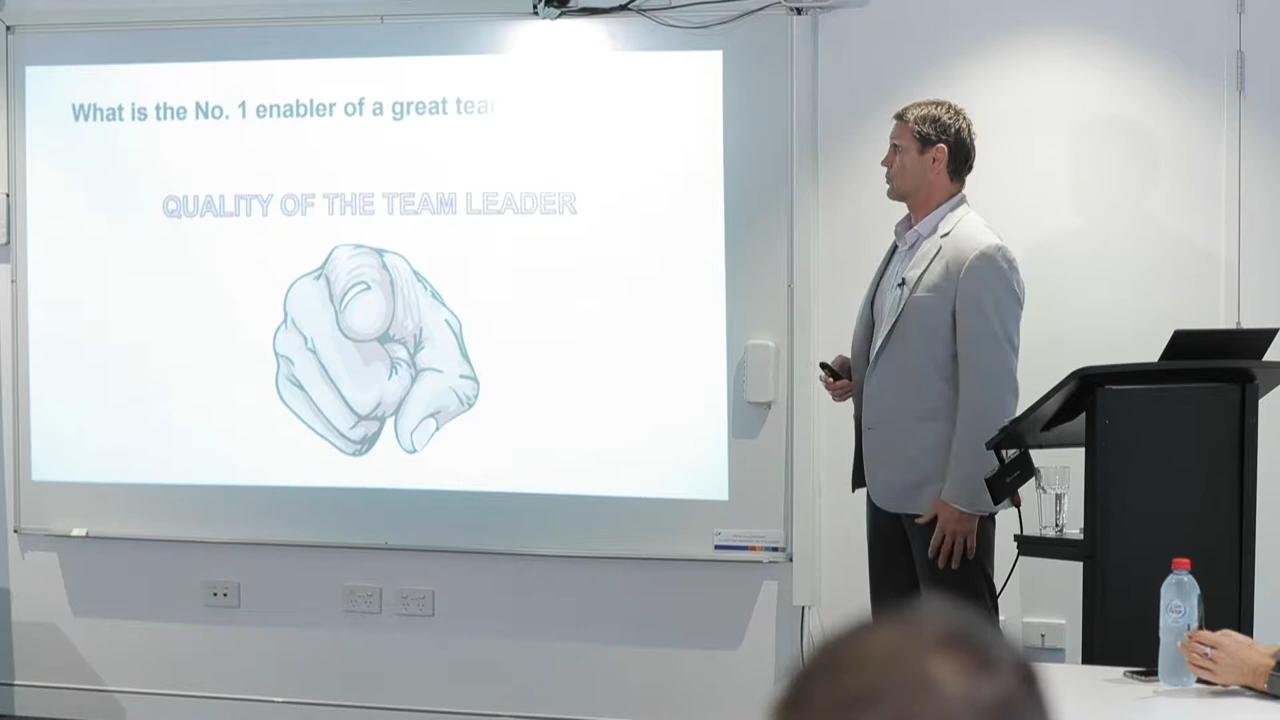 What is the No. 1 enabler of a great tea
QUALITY OF THE TEAM LEADER